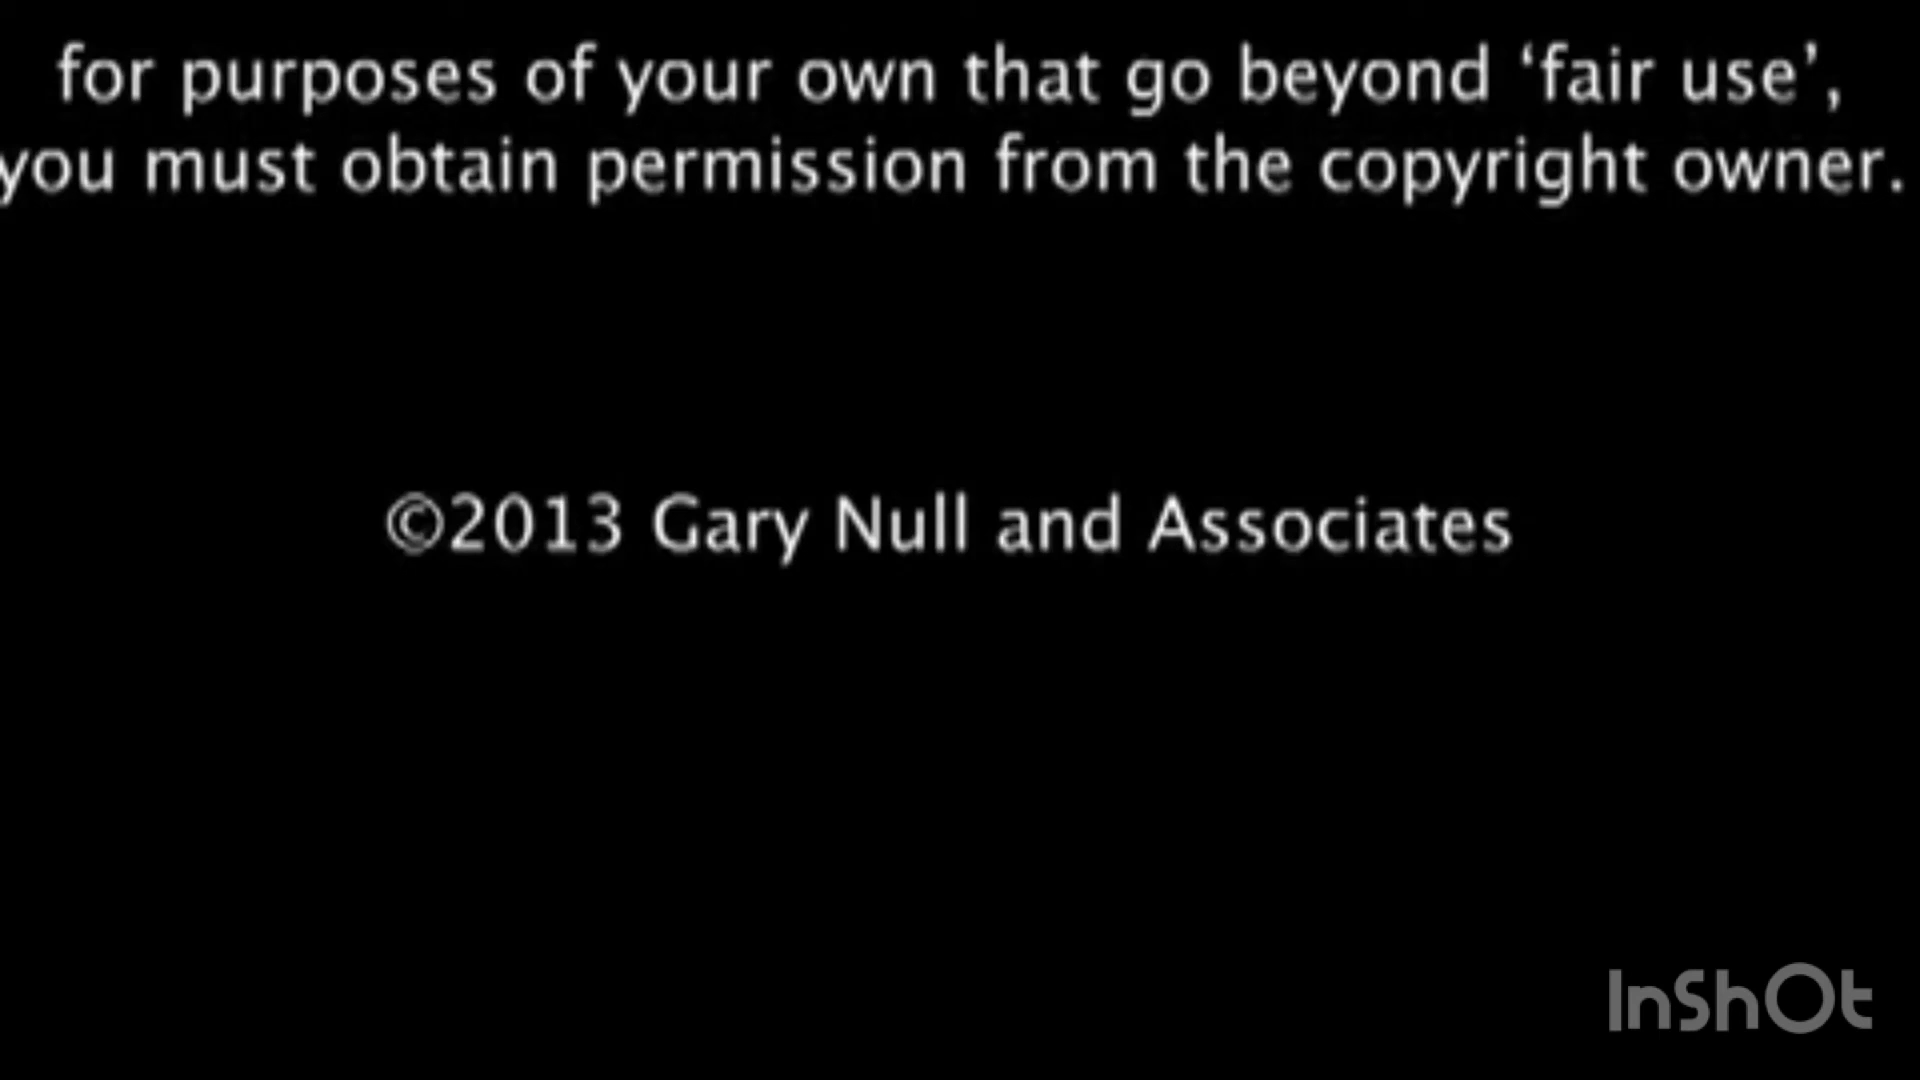 for purposes of your own that go beyond ‘fair use’,
you must obtain permission from the copyright owner.
©2013 Gary Null and Associates
InShOt